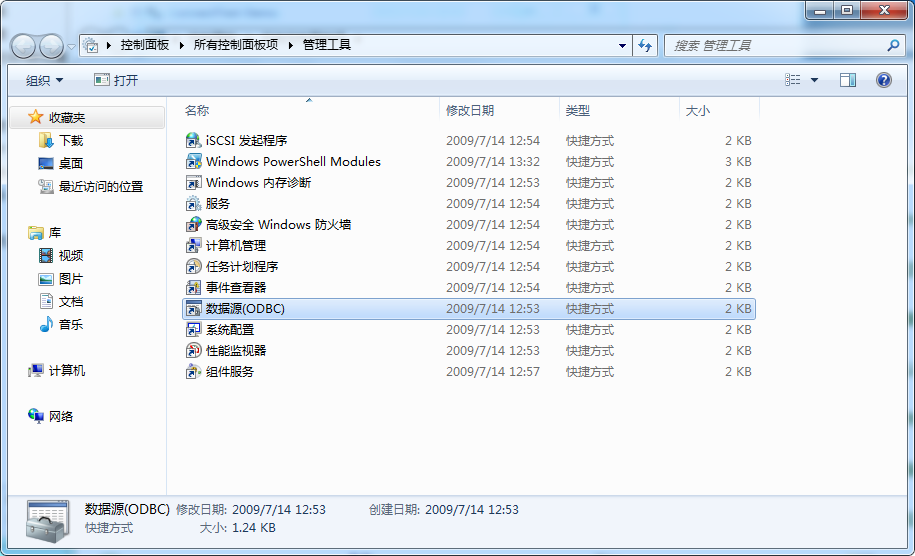 控制面板 所有控制面板项 管理工具 搜索 管理工具
组织 打开
名称 修改日期 类型 大小
收藏夹
下载
桌面
最近访问的位置
库
视频
图片
文档
音乐
计算机
网络
iSCSI 发起程序 2009/7/14 12:54 快捷方式 2 KB
Windows PowerShell Modules 2009/7/14 13:32 快捷方式 3 KB
Windows 内存诊断 2009/7/14 12:53 快捷方式 2 KB
服务 2009/7/14 12:54 快捷方式 2 KB
高级安全 Windows 防火墙 2009/7/14 12:54 快捷方式 2 KB
计算机管理 2009/7/14 12:54 快捷方式 2 KB
任务计划程序 2009/7/14 12:54 快捷方式 2 KB
事件查看器 2009/7/14 12:54 快捷方式 2 KB
数据源(ODBC) 2009/7/14 12:53 快捷方式 2 KB
系统配置 2009/7/14 12:53 快捷方式 2 KB
性能监视器 2009/7/14 12:53 快捷方式 2 KB
组件服务 2009/7/14 12:57 快捷方式 2 KB
数据源(ODBC) 修改日期: 2009/7/14 12:53 创建日期: 2009/7/14 12:53
快捷方式 大小: 1.24 KB